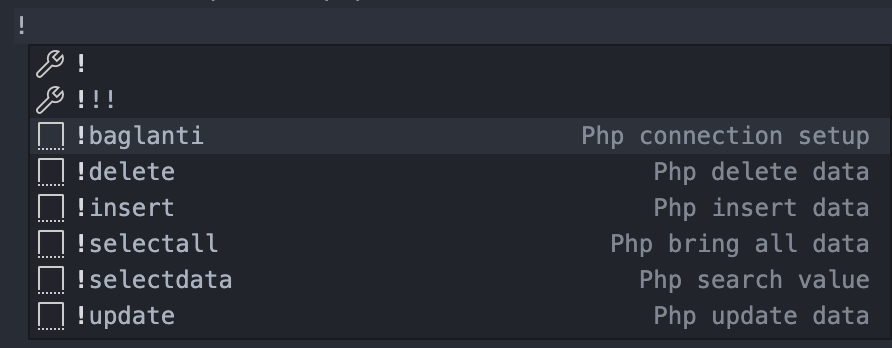 !
!
!!!
!baglanti Php connection setup
!delete Php delete data
!insert Php insert data
!selectall Php bring all data
!selectdata Php search value
!update Php update data